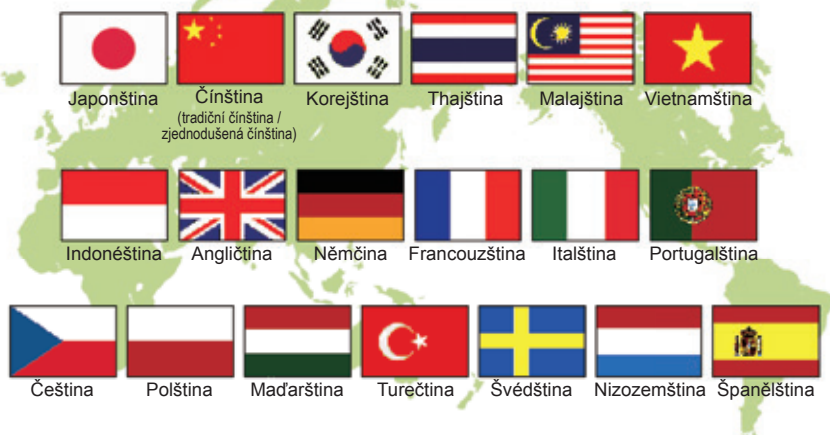 Japonština Čínština Korejština Thajština Malajština Vietnamština
(tradiční čínština /
zjednodušená čínština)
Indonéština Angličtina Němčina Francouzština Italština Portugalština
Čeština Polština Maďarština Turečtina Švédština Nizozemština Španělština